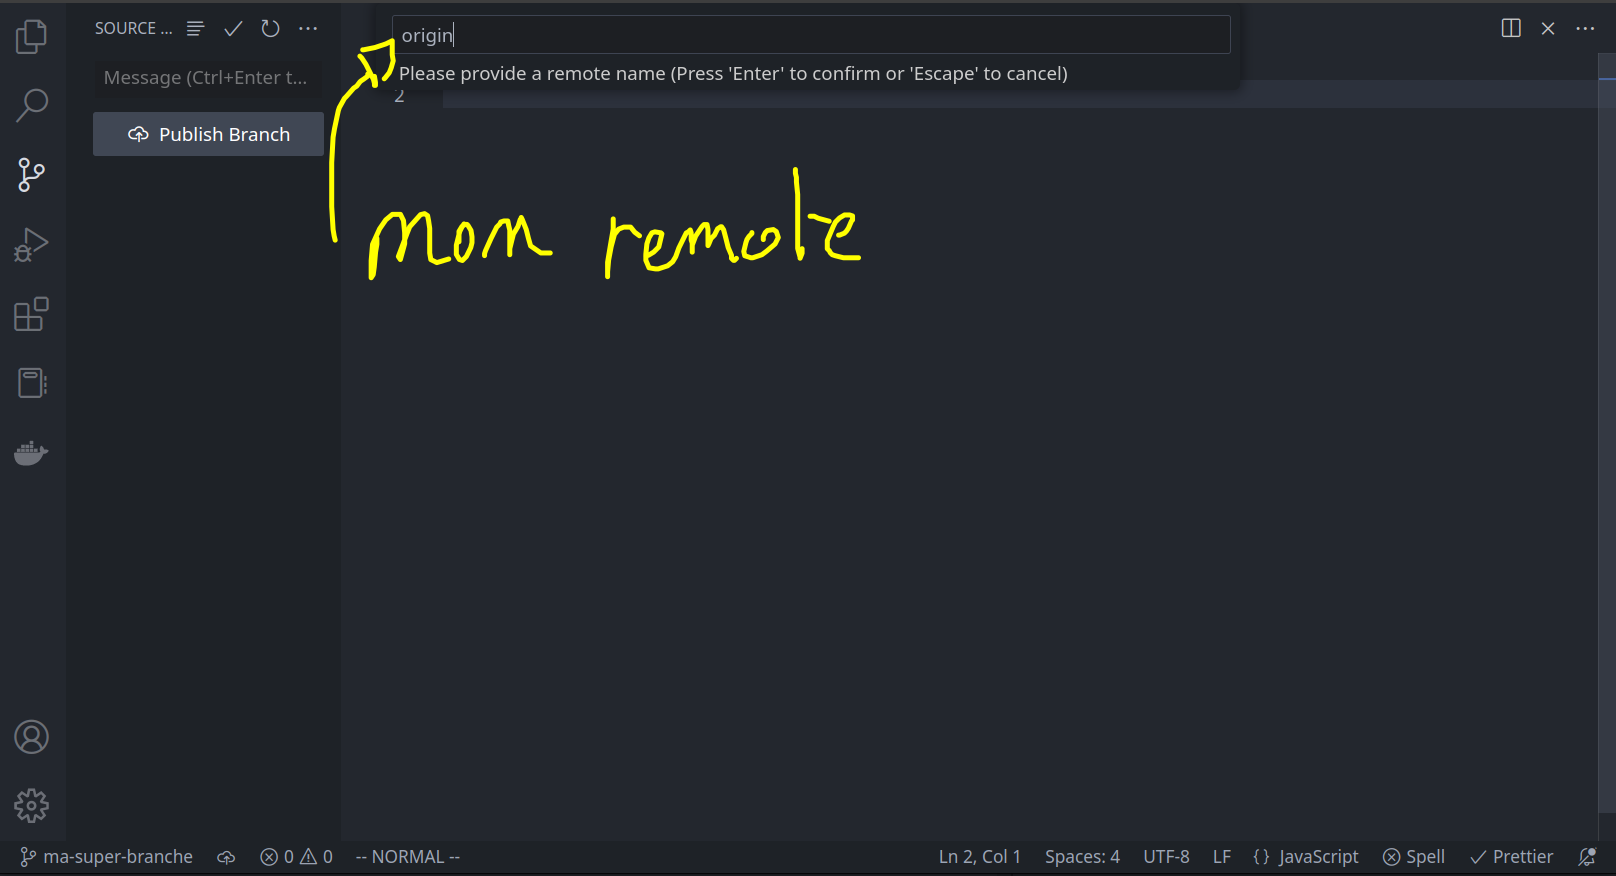 SOURCE ...
origin
Please provide a remote name (Press 'Enter' to confirm or 'Escape' to cancel)
Message (Ctrl+Enter t...
2
Publish Branch
mon remote
ma-super-branche 0 0 -- NORMAL -- Ln 2, Col 1 Spaces: 4 UTF-8 LF {} JavaScript Spell Prettier